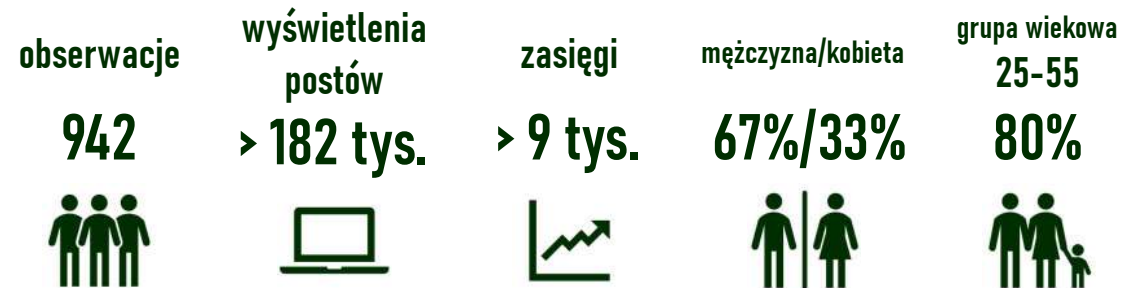 obserwacje
942
wyświetlenia
postów
> 182 tys.
zasięgi
> 9 tys.
mężczyzna/kobieta
67%/33%
grupa wiekowa
25-55
80%